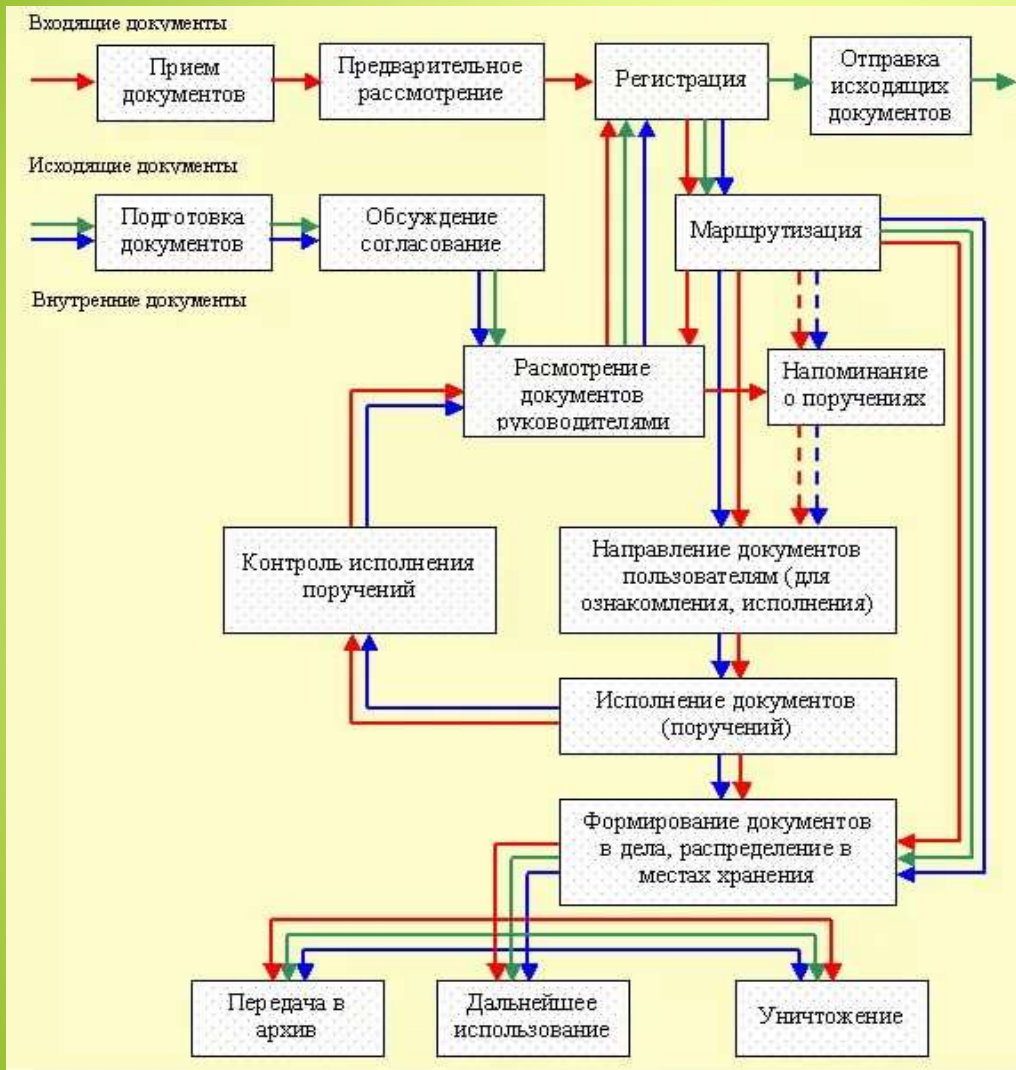 Входящие документы
Прием
документов
Предварительное
рассмотрение
Регистрация
Отправка
исходящих
документов
Исходящие документы
Подготовка
документов
Обсуждение
согласование
Маршрутизация
Внутренние документы
Расмотрение
документов
руководителями
Напоминание
о поручениях
Контроль исполнения
поручений
Направление документов
пользователям (для
ознакомления, исполнения)
Исполнение документов
(поручений)
Формирование документов
в дела, распределение в
местах хранения
Передача в
архив
Дальнейшее
использование
Уничтожение